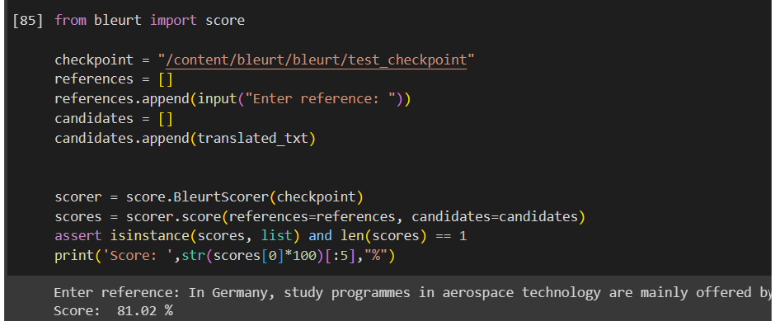 [85] from bleurt import score
checkpoint = "/content/bleurt/bleurt/test_checkpoint"
references = []
references.append(input("Enter reference: "))
candidates = []
candidates.append(translated_txt)
scorer = score.BleurtScorer(checkpoint)
scores = scorer.score(references=references, candidates=candidates)
assert isinstance(scores, list) and len(scores) == 1
print('Score: ',str(scores[0]*100)[:5],"%")
Enter reference: In Germany, study programmes in aerospace technology are mainly offered by
Score:  81.02 %